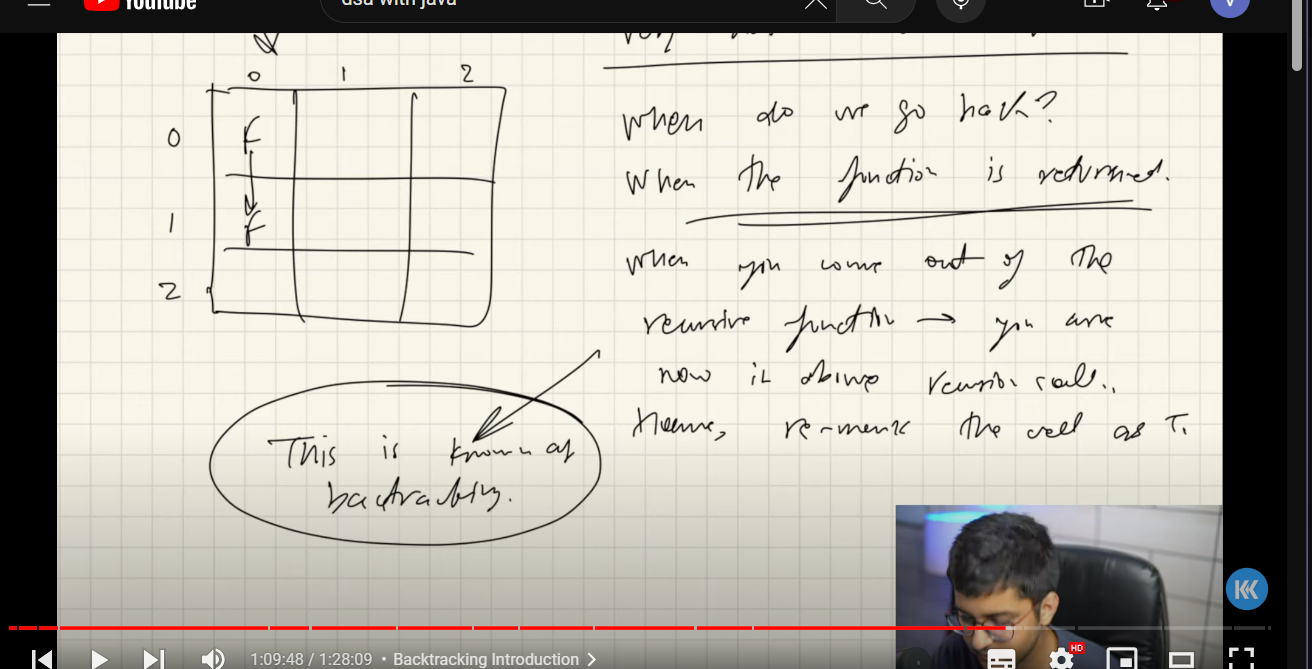 YouTube
dsa with java
V
0 1 2
0 F
1 F
2
When do we go back?
When the function is returned.
When you come out of the
recursive function → you are
now in above recursion call..
Hence, re-mark the cell as T.
This is known as
backtracking.
1:09:48 / 1:28:09 • Backtracking Introduction
HD